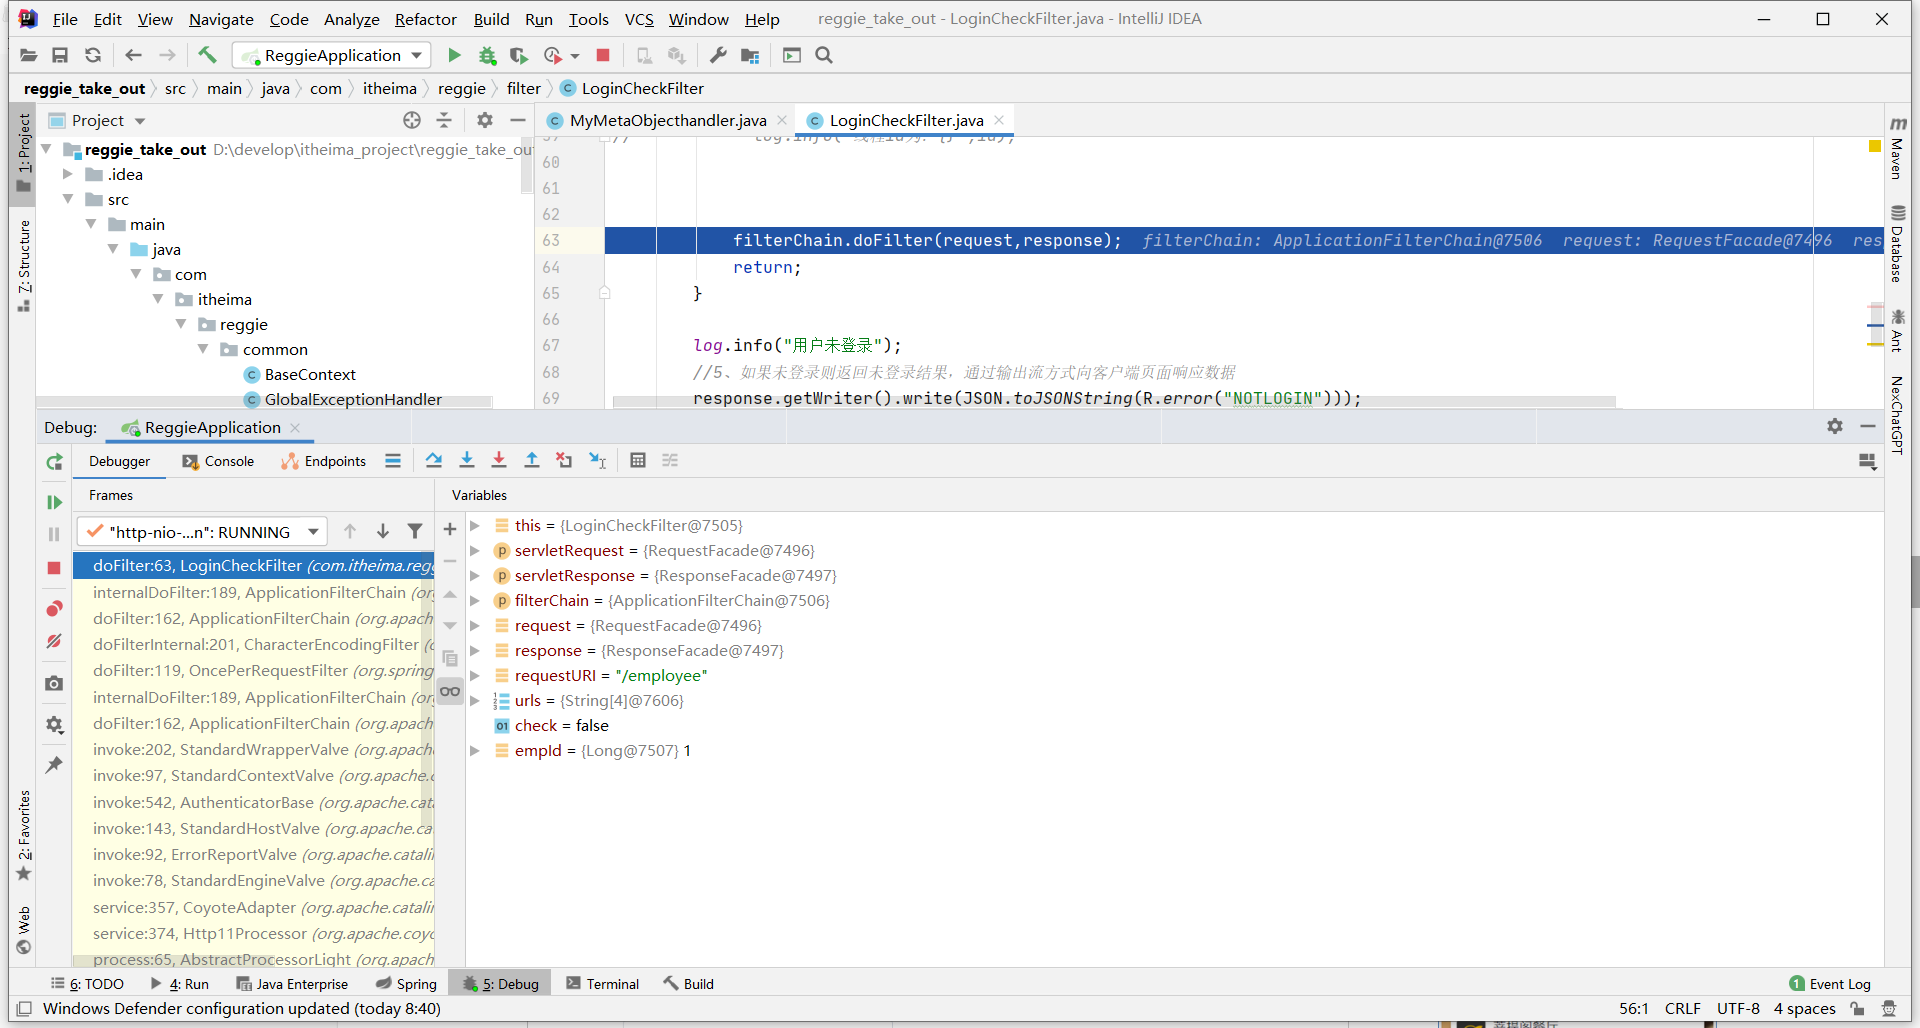 File Edit View Navigate Code Analyze Refactor Build Run Tools VCS Window Help reggie_take_out - LoginCheckFilter.java - IntelliJ IDEA
ReggieApplication
reggie_take_out src main java com itheima reggie filter LoginCheckFilter
1: Project
Z: Structure
2: Favorites
Web
Project
reggie_take_out D:\develop\itheima_project\reggie_take_ou
.idea
src
main
java
com
itheima
reggie
common
BaseContext
GlobalExceptionHandler
MyMetaObjecthandler.java LoginCheckFilter.java
60
61
62
63 filterChain.doFilter(request,response); filterChain: ApplicationFilterChain@7506 request: RequestFacade@7496 res
64 return;
65 }
66
67 log.info("用户未登录");
68 //5、如果未登录则返回未登录结果，通过输出流方式向客户端页面响应数据
69 response.getWriter().write(JSON.toJSONString(R.error("NOTLOGIN")));
Maven
Database
Ant
NexChatGPT
Debug: ReggieApplication
Debugger Console Endpoints
Frames
"http-nio-...n": RUNNING
doFilter:63, LoginCheckFilter (com.itheima.regg
internalDoFilter:189, ApplicationFilterChain (org
doFilter:162, ApplicationFilterChain (org.apach
doFilterInternal:201, CharacterEncodingFilter (o
doFilter:119, OncePerRequestFilter (org.spring
internalDoFilter:189, ApplicationFilterChain (org
doFilter:162, ApplicationFilterChain (org.apach
invoke:202, StandardWrapperValve (org.apach
invoke:97, StandardContextValve (org.apache.c
invoke:542, AuthenticatorBase (org.apache.cata
invoke:143, StandardHostValve (org.apache.ca
invoke:92, ErrorReportValve (org.apache.catalin
invoke:78, StandardEngineValve (org.apache.ca
service:357, CoyoteAdapter (org.apache.catalin
service:374, Http11Processor (org.apache.coyo
process:65, AbstractProcessorLight (org.apach
Variables
this = {LoginCheckFilter@7505}
servletRequest = {RequestFacade@7496}
servletResponse = {ResponseFacade@7497}
filterChain = {ApplicationFilterChain@7506}
request = {RequestFacade@7496}
response = {ResponseFacade@7497}
requestURI = "/employee"
urls = {String[4]@7606}
check = false
empId = {Long@7507} 1
6: TODO 4: Run Java Enterprise Spring 5: Debug Terminal Build 1 Event Log
Windows Defender configuration updated (today 8:40) 56:1 CRLF UTF-8 4 spaces